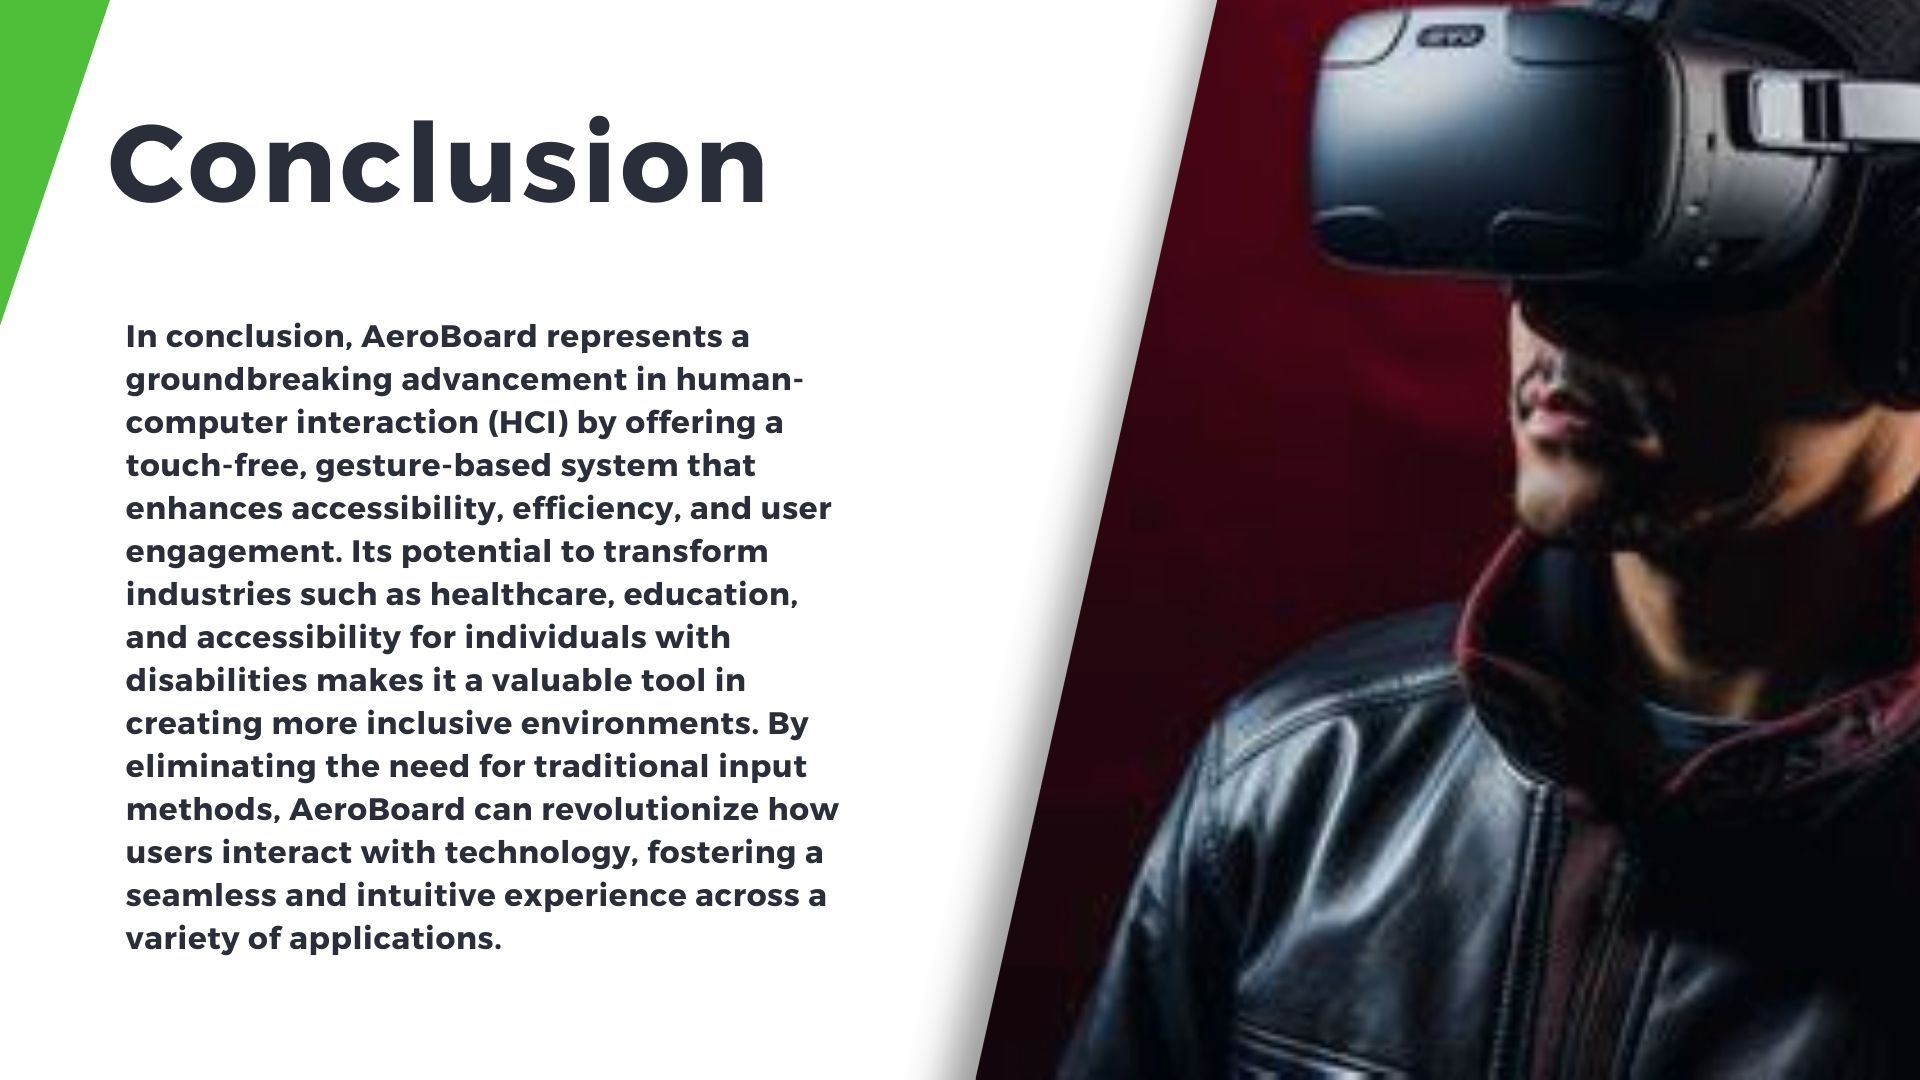 Conclusion
In conclusion, AeroBoard represents a
groundbreaking advancement in human-
computer interaction (HCI) by offering a
touch-free, gesture-based system that
enhances accessibility, efficiency, and user
engagement. Its potential to transform
industries such as healthcare, education,
and accessibility for individuals with
disabilities makes it a valuable tool in
creating more inclusive environments. By
eliminating the need for traditional input
methods, AeroBoard can revolutionize how
users interact with technology, fostering a
seamless and intuitive experience across a
variety of applications.